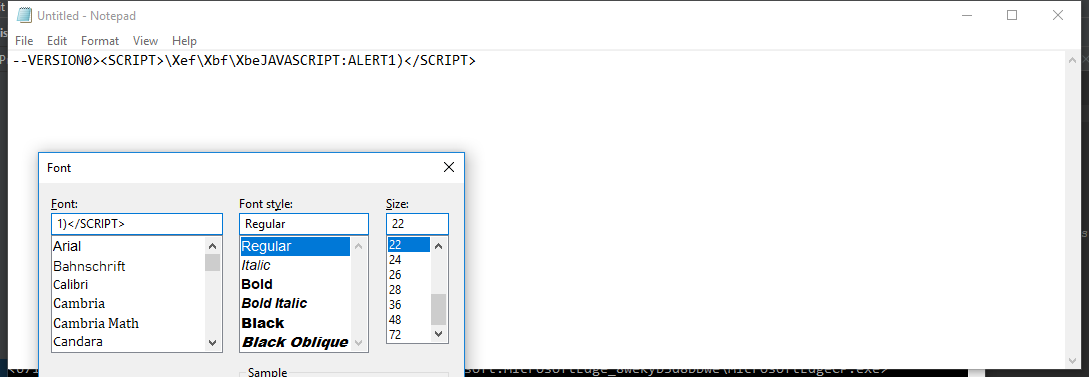 Untitled - Notepad
File Edit Format View Help
--VERSION0><SCRIPT>\Xef\Xbf\XbeJAVASCRIPT:ALERT1)</SCRIPT>
Font
Font: Font style: Size:
1)</SCRIPT> Regular 22
Arial Regular 22
Bahnschrift Italic 24
Calibri Bold 26
Cambria Bold Italic 28
Cambria Math Black 36
Candara Black Oblique 48
72
Sample